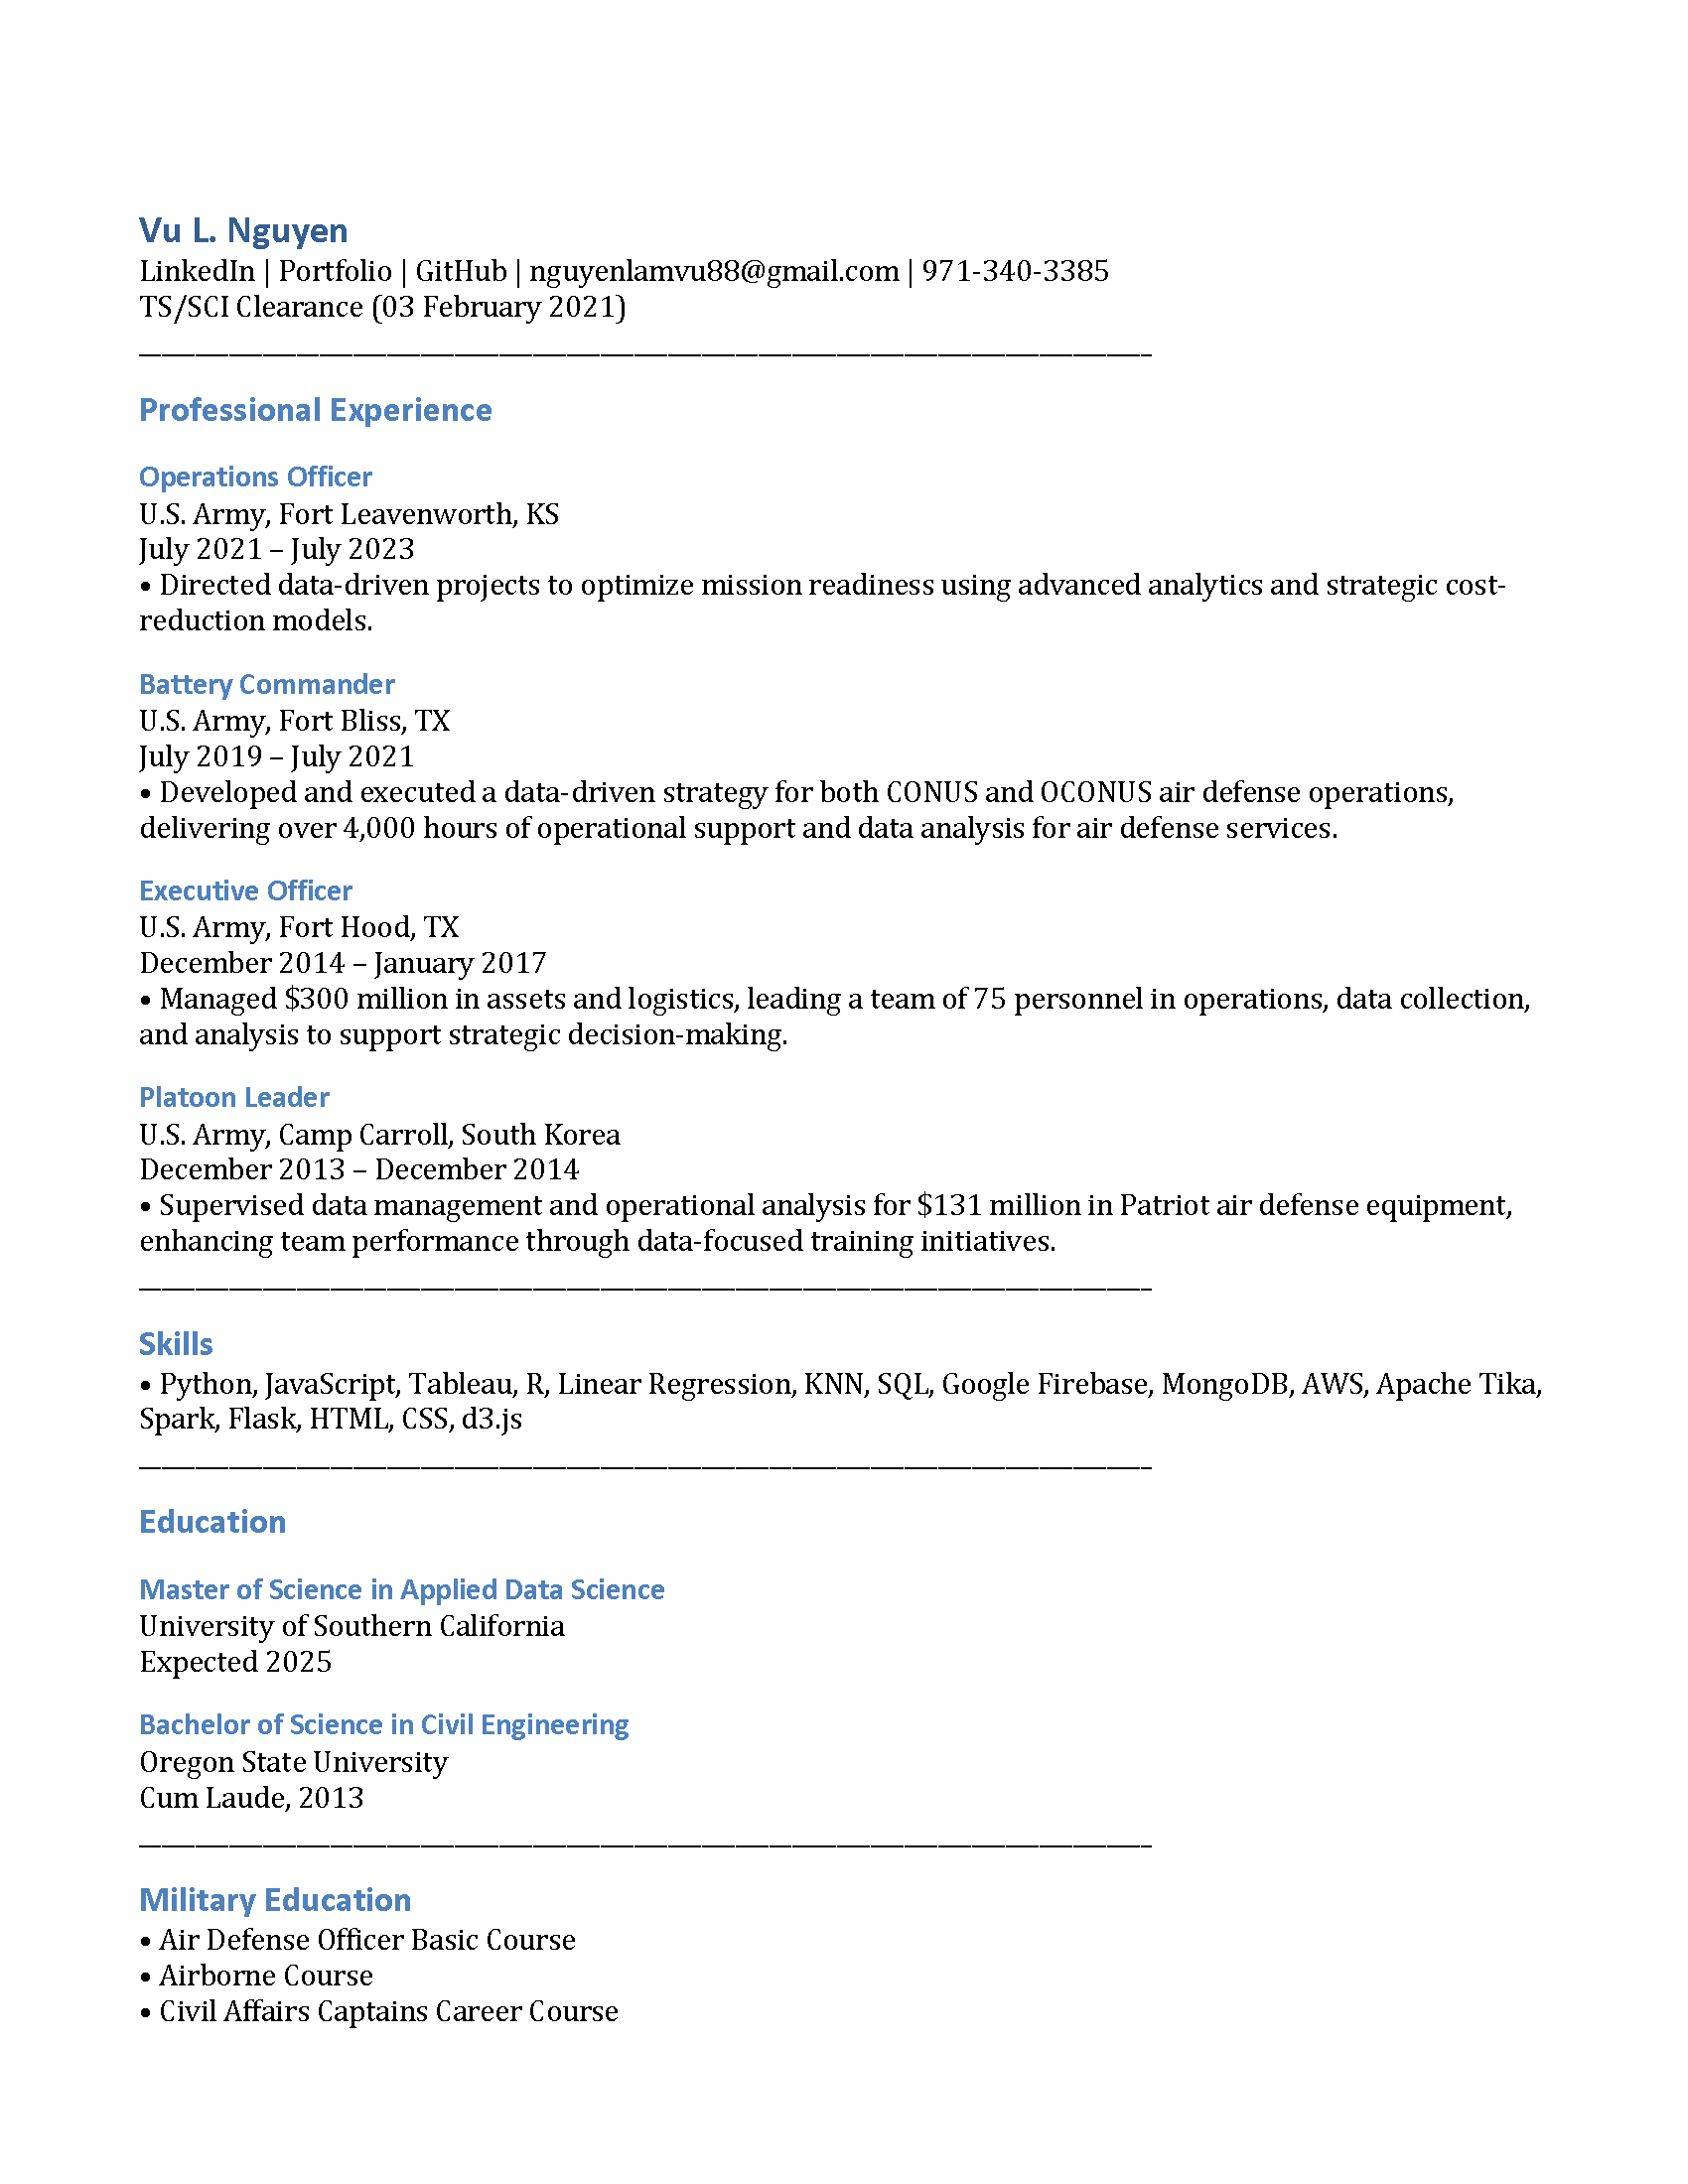 Vu L. Nguyen
LinkedIn | Portfolio | GitHub | nguyenlamvu88@gmail.com | 971-340-3385
TS/SCI Clearance (03 February 2021)
Professional Experience
Operations Officer
U.S. Army, Fort Leavenworth, KS
July 2021 – July 2023
• Directed data-driven projects to optimize mission readiness using advanced analytics and strategic cost-
reduction models.
Battery Commander
U.S. Army, Fort Bliss, TX
July 2019 – July 2021
• Developed and executed a data-driven strategy for both CONUS and OCONUS air defense operations,
delivering over 4,000 hours of operational support and data analysis for air defense services.
Executive Officer
U.S. Army, Fort Hood, TX
December 2014 – January 2017
• Managed $300 million in assets and logistics, leading a team of 75 personnel in operations, data collection,
and analysis to support strategic decision-making.
Platoon Leader
U.S. Army, Camp Carroll, South Korea
December 2013 – December 2014
• Supervised data management and operational analysis for $131 million in Patriot air defense equipment,
enhancing team performance through data-focused training initiatives.
Skills
• Python, JavaScript, Tableau, R, Linear Regression, KNN, SQL, Google Firebase, MongoDB, AWS, Apache Tika,
Spark, Flask, HTML, CSS, d3.js
Education
Master of Science in Applied Data Science
University of Southern California
Expected 2025
Bachelor of Science in Civil Engineering
Oregon State University
Cum Laude, 2013
Military Education
• Air Defense Officer Basic Course
• Airborne Course
• Civil Affairs Captains Career Course